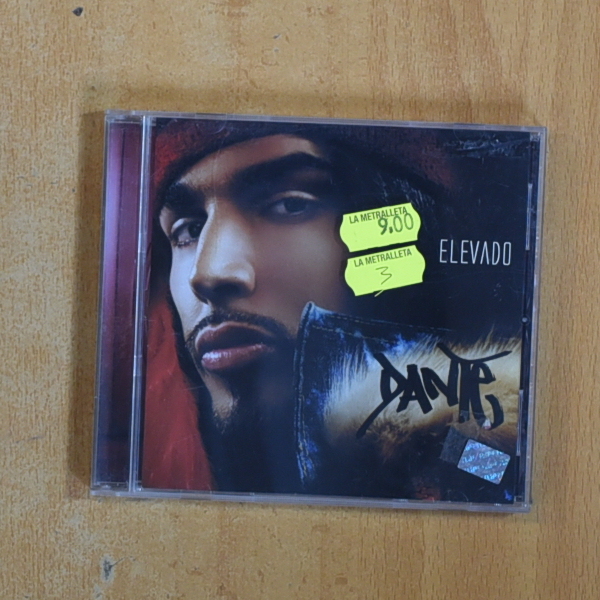 LA METRALLETA
9.00
LA METRALLETA
3
ELEVADO
DANTE